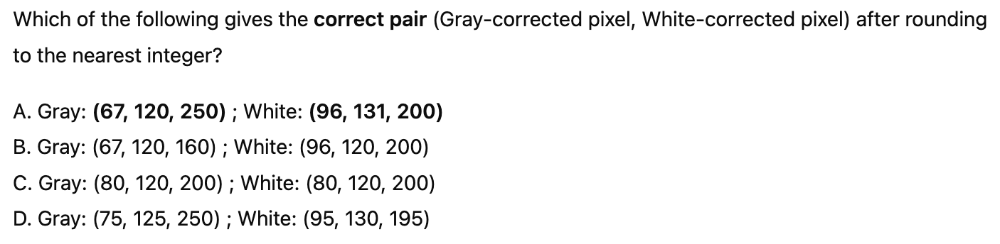 Which of the following gives the correct pair (Gray-corrected pixel, White-corrected pixel) after rounding
to the nearest integer?
A. Gray: (67, 120, 250) ; White: (96, 131, 200)
B. Gray: (67, 120, 160) ; White: (96, 120, 200)
C. Gray: (80, 120, 200) ; White: (80, 120, 200)
D. Gray: (75, 125, 250) ; White: (95, 130, 195)